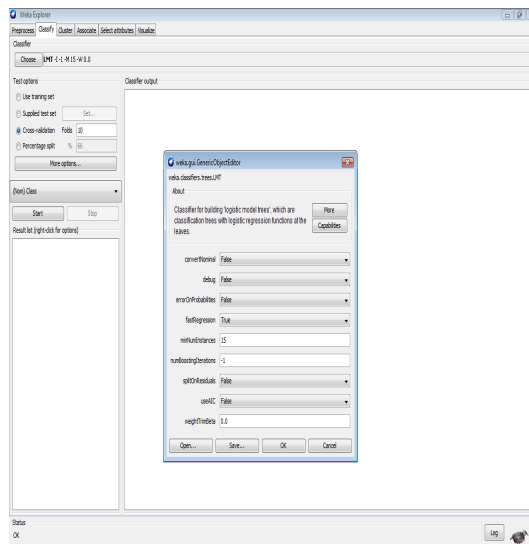 Weka Explorer
Preprocess Classify Cluster Associate Select attributes Visualize
Classifier
Choose LMT -I -1 -M 15 -W 0.0
Test options
Use training set
Supplied test set Set...
Cross-validation Folds 10
Percentage split % 66
More options...
(Nom) Class
Start Stop
Result list (right-click for options)
Classifier output
weka.gui.GenericObjectEditor
weka.classifiers.trees.LMT
About
Classifier for building 'logistic model trees', which are
classification trees with logistic regression functions at the
leaves.
More
Capabilities
convertNominal False
debug False
errorOnProbabilities False
fastRegression True
minNumInstances 15
numBoostingIterations -1
splitOnResiduals False
useAIC False
weightTrimBeta 0.0
Open... Save... OK Cancel
Status
OK
Log